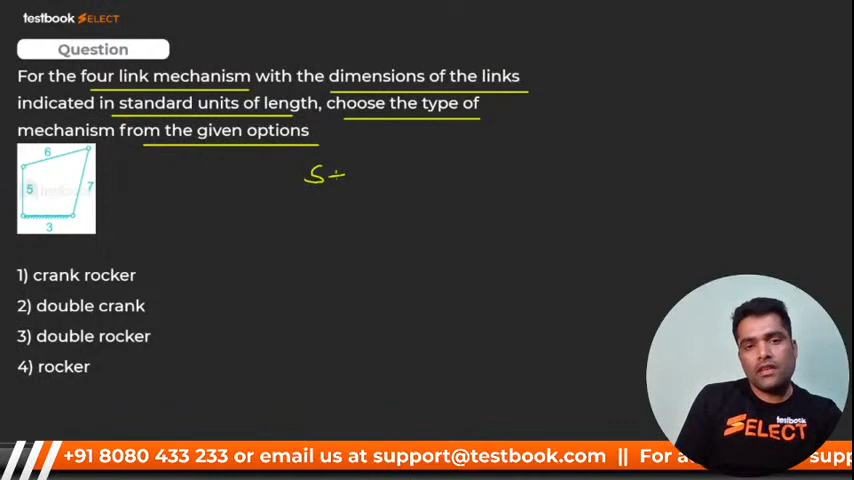 testbook SELECT
Question
For the four link mechanism with the dimensions of the links
indicated in standard units of length, choose the type of
mechanism from the given options
6
5
7
3
S+
1) crank rocker
2) double crank
3) double rocker
4) rocker
testbook
SELECT
+91 8080 433 233 or email us at support@testbook.com || For a